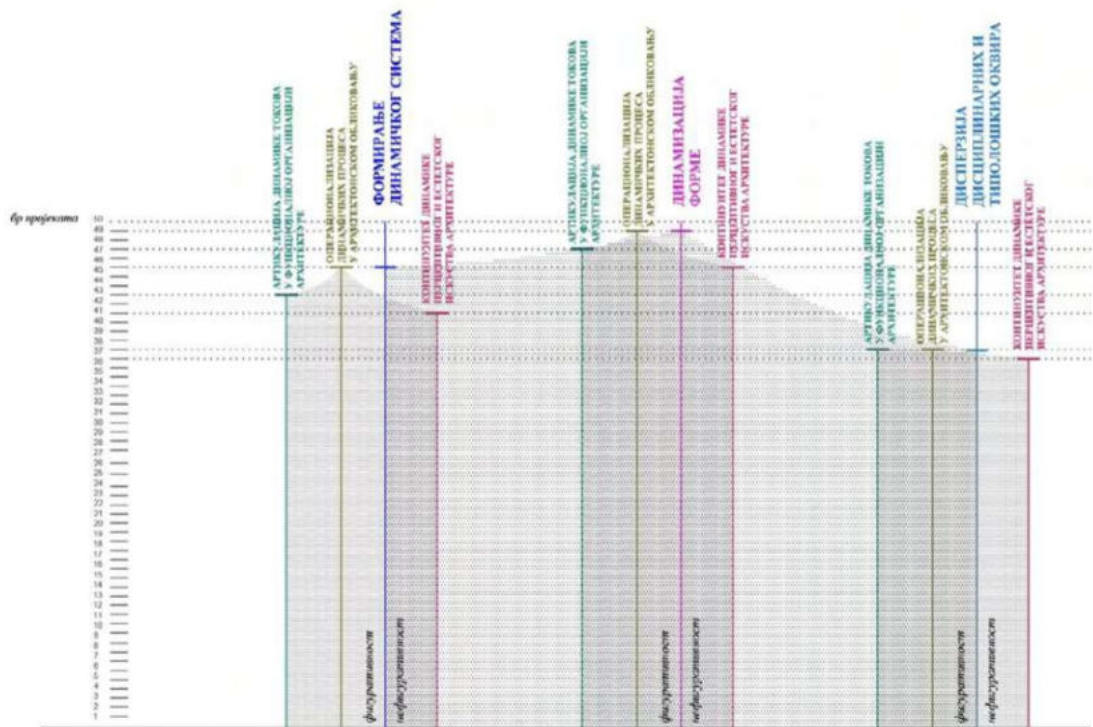 АРТИКУЛАЦИЈА ДИНАМИКЕ ТОКОВА
У ФУНКЦИОНАЛНОЈ ОРГАНИЗАЦИЈИ
АРХИТЕКТУРЕ
ОПЕРАЦИОНАЛИЗАЦИЈА
ДИНАМИЧКИХ ПРОЦЕСА
У АРХИТЕКТОНСКОМ ОБЛИКОВАЊУ
ФОРМИРАЊЕ
ДИНАМИЧКОГ СИСТЕМА
КОНТИНУИТЕТ ДИНАМИКЕ
ПЕРЦЕПТИВНОГ И ЕСТЕТСКОГ
ИСКУСТВА АРХИТЕКТУРЕ
АРТИКУЛАЦИЈА ДИНАМИКЕ ТОКОВА
У ФУНКЦИОНАЛНОЈ ОРГАНИЗАЦИЈИ
АРХИТЕКТУРЕ
ОПЕРАЦИОНАЛИЗАЦИЈА
ДИНАМИЧКИХ ПРОЦЕСА
У АРХИТЕКТОНСКОМ ОБЛИКОВАЊУ
ДИНАМИЗАЦИЈА
ФОРМЕ
КОНТИНУИТЕТ ДИНАМИКЕ
ПЕРЦЕПТИВНОГ И ЕСТЕТСКОГ
ИСКУСТВА АРХИТЕКТУРЕ
АРТИКУЛАЦИЈА ДИНАМИКЕ ТОКОВА
У ФУНКЦИОНАЛНОЈ ОРГАНИЗАЦИЈИ
АРХИТЕКТУРЕ
ОПЕРАЦИОНАЛИЗАЦИЈА
ДИНАМИЧКИХ ПРОЦЕСА
У АРХИТЕКТОНСКОМ ОБЛИКОВАЊУ
ДИСПЕРЗИЈА
ДИСЦИПЛИНАРНИХ И
ТИПОЛОШКИХ ОКВИРА
КОНТИНУИТЕТ ДИНАМИКЕ
ПЕРЦЕПТИВНОГ И ЕСТЕТСКОГ
ИСКУСТВА АРХИТЕКТУРЕ
бр пројеката
50
49
48
47
46
45
44
43
42
41
40
39
38
37
36
35
34
33
32
31
30
29
28
27
26
25
24
23
22
21
20
19
18
17
16
15
14
13
12
11
10
9
8
7
6
5
4
3
2
1
фигуративност
нефигуративност
фигуративност
нефигуративност
фигуративност
нефигуративност